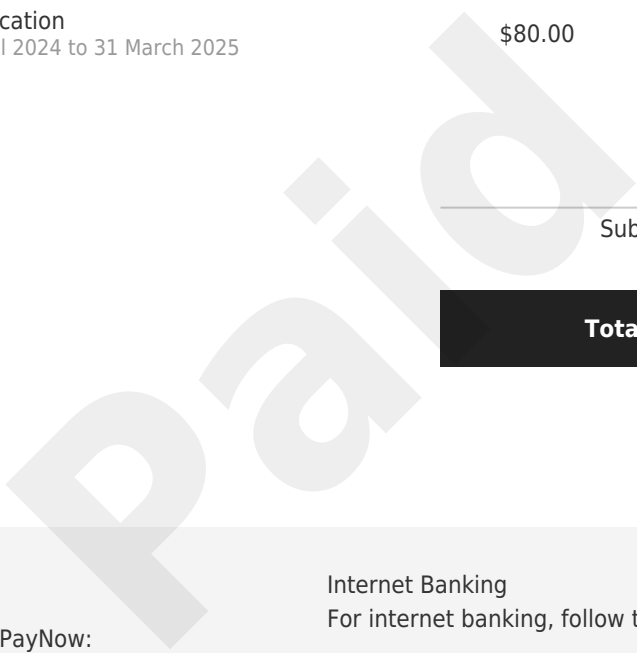 cation
l 2024 to 31 March 2025
$80.00
Sub
Tota
Paid
Internet Banking
For internet banking, follow t
PayNow: